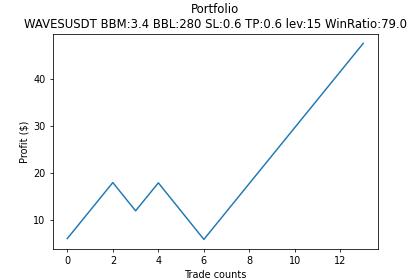 Portfolio
WAVESUSDT BBM:3.4 BBL:280 SL:0.6 TP:0.6 lev:15 WinRatio:79.0
Profit ($)
40
30
20
10
0 2 4 6 8 10 12
Trade counts